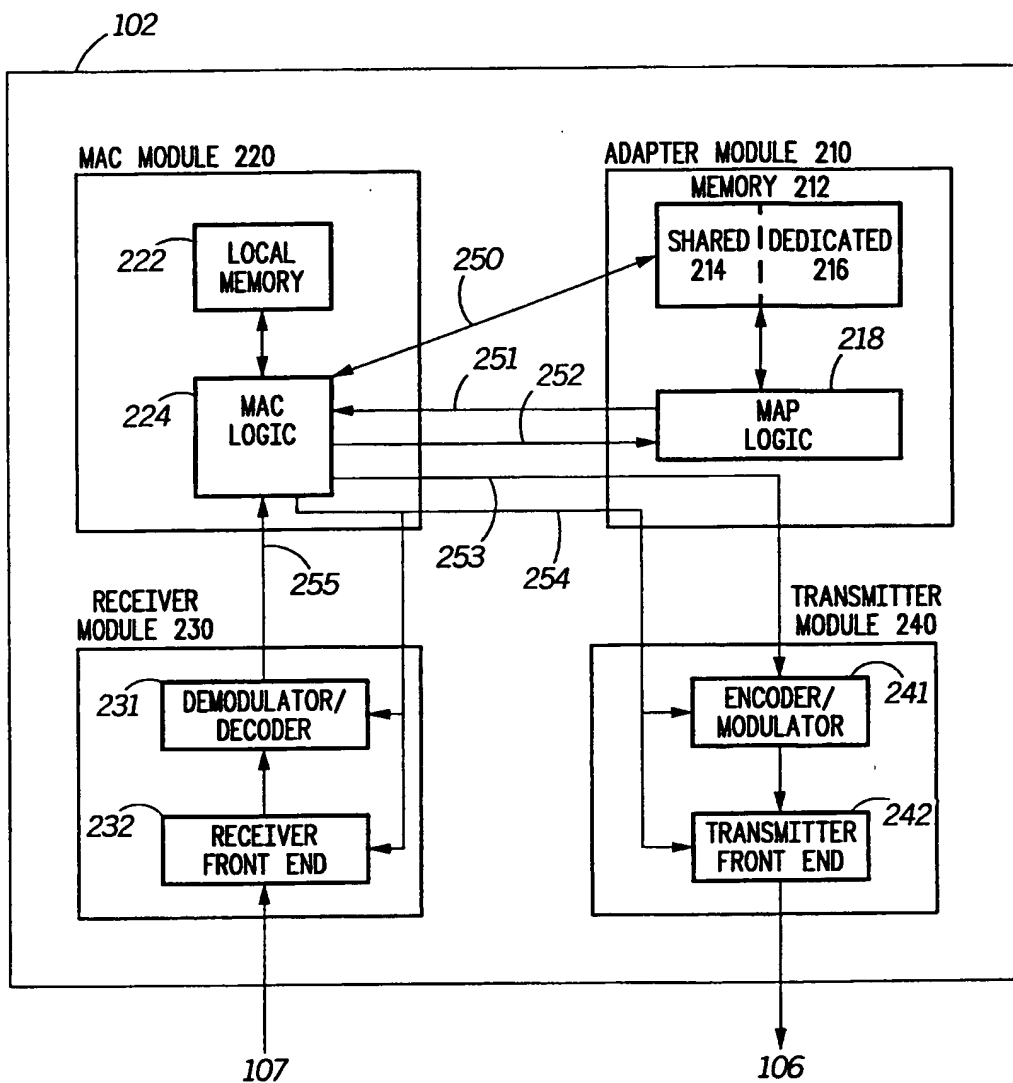 102
MAC MODULE 220
ADAPTER MODULE 210
MEMORY 212
222
LOCAL
MEMORY
SHARED
214
DEDICATED
216
250
218
251
252
224
MAC
LOGIC
MAP
LOGIC
253
254
255
RECEIVER
MODULE 230
TRANSMITTER
MODULE 240
231
DEMODULATOR/
DECODER
ENCODER/
MODULATOR
241
232
RECEIVER
FRONT END
TRANSMITTER
FRONT END
242
107
106